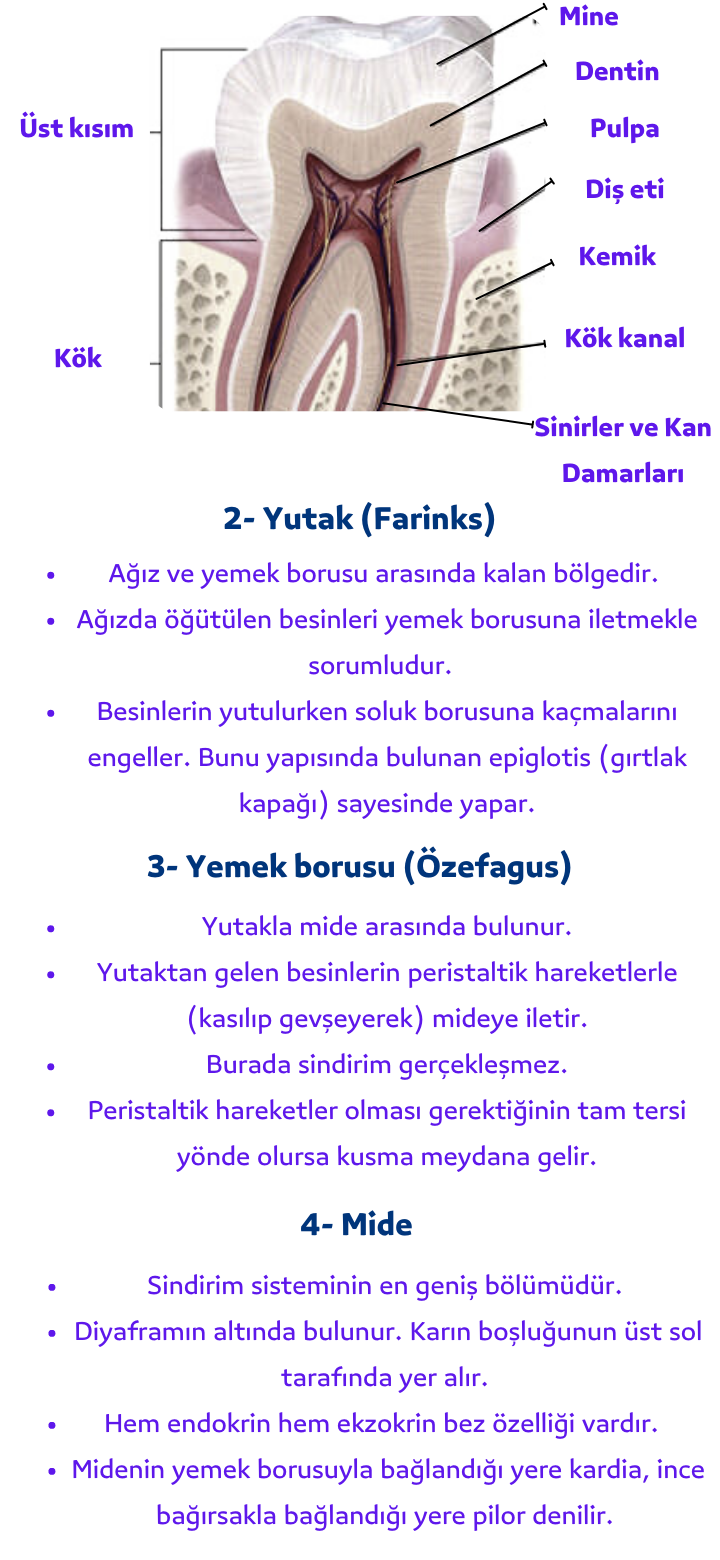 Mine
Dentin
Üst kısım
Pulpa
Diş eti
Kemik
Kök kanal
Kök
Sinirler ve Kan
Damarları
2- Yutak (Farinks)
• Ağız ve yemek borusu arasında kalan bölgedir.
• Ağızda öğütülen besinleri yemek borusuna iletmekle
sorumludur.
• Besinlerin yutulurken soluk borusuna kaçmalarını
engeller. Bunu yapısında bulunan epiglotis (gırtlak
kapağı) sayesinde yapar.
3- Yemek borusu (Özefagus)
• Yutakla mide arasında bulunur.
• Yutaktan gelen besinlerin peristaltik hareketlerle
(kasılıp gevşeyerek) mideye iletir.
• Burada sindirim gerçekleşmez.
• Peristaltik hareketler olması gerektiğinin tam tersi
yönde olursa kusma meydana gelir.
4- Mide
• Sindirim sisteminin en geniş bölümüdür.
• Diyaframın altında bulunur. Karın boşluğunun üst sol
tarafında yer alır.
• Hem endokrin hem ekzokrin bez özelliği vardır.
• Midenin yemek borusuyla bağlandığı yere kardia, ince
bağırsakla bağlandığı yere pilor denilir.